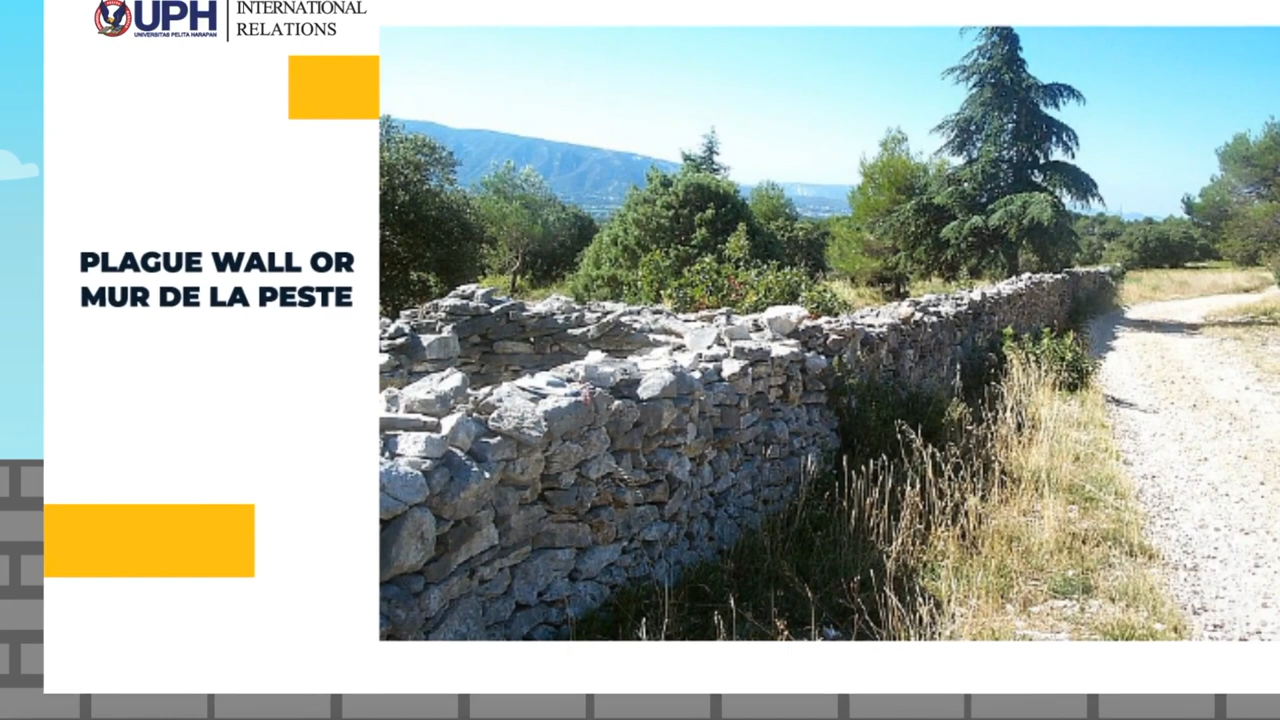 UPH
UNIVERSITAS PELITA HARAPAN
INTERNATIONAL
RELATIONS
PLAGUE WALL OR
MUR DE LA PESTE